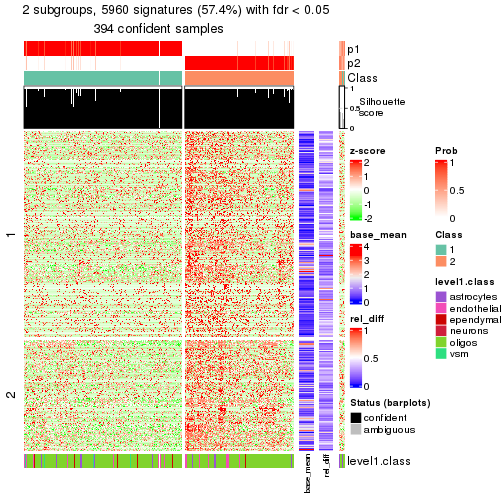 2 subgroups, 5960 signatures (57.4%) with fdr < 0.05
394 confident samples
p1
p2
Class
1
0.5
0
Silhouette
score
1
2
level1.class
base_mean
rel_diff
z-score
2
1
0
-1
-2
base_mean
4
3
2
1
0
rel_diff
1
0.5
0
Status (barplots)
confident
ambiguous
Prob
1
0.5
0
Class
1
2
level1.class
astrocytes
endothelial
ependymal
neurons
oligos
vsm